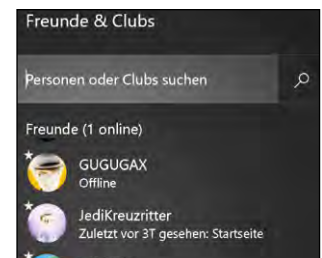 Freunde & Clubs
Personen oder Clubs suchen
Freunde (1 online)
GUGUGAX
Offline
JediKreuzritter
Zuletzt vor 3T gesehen: Startseite